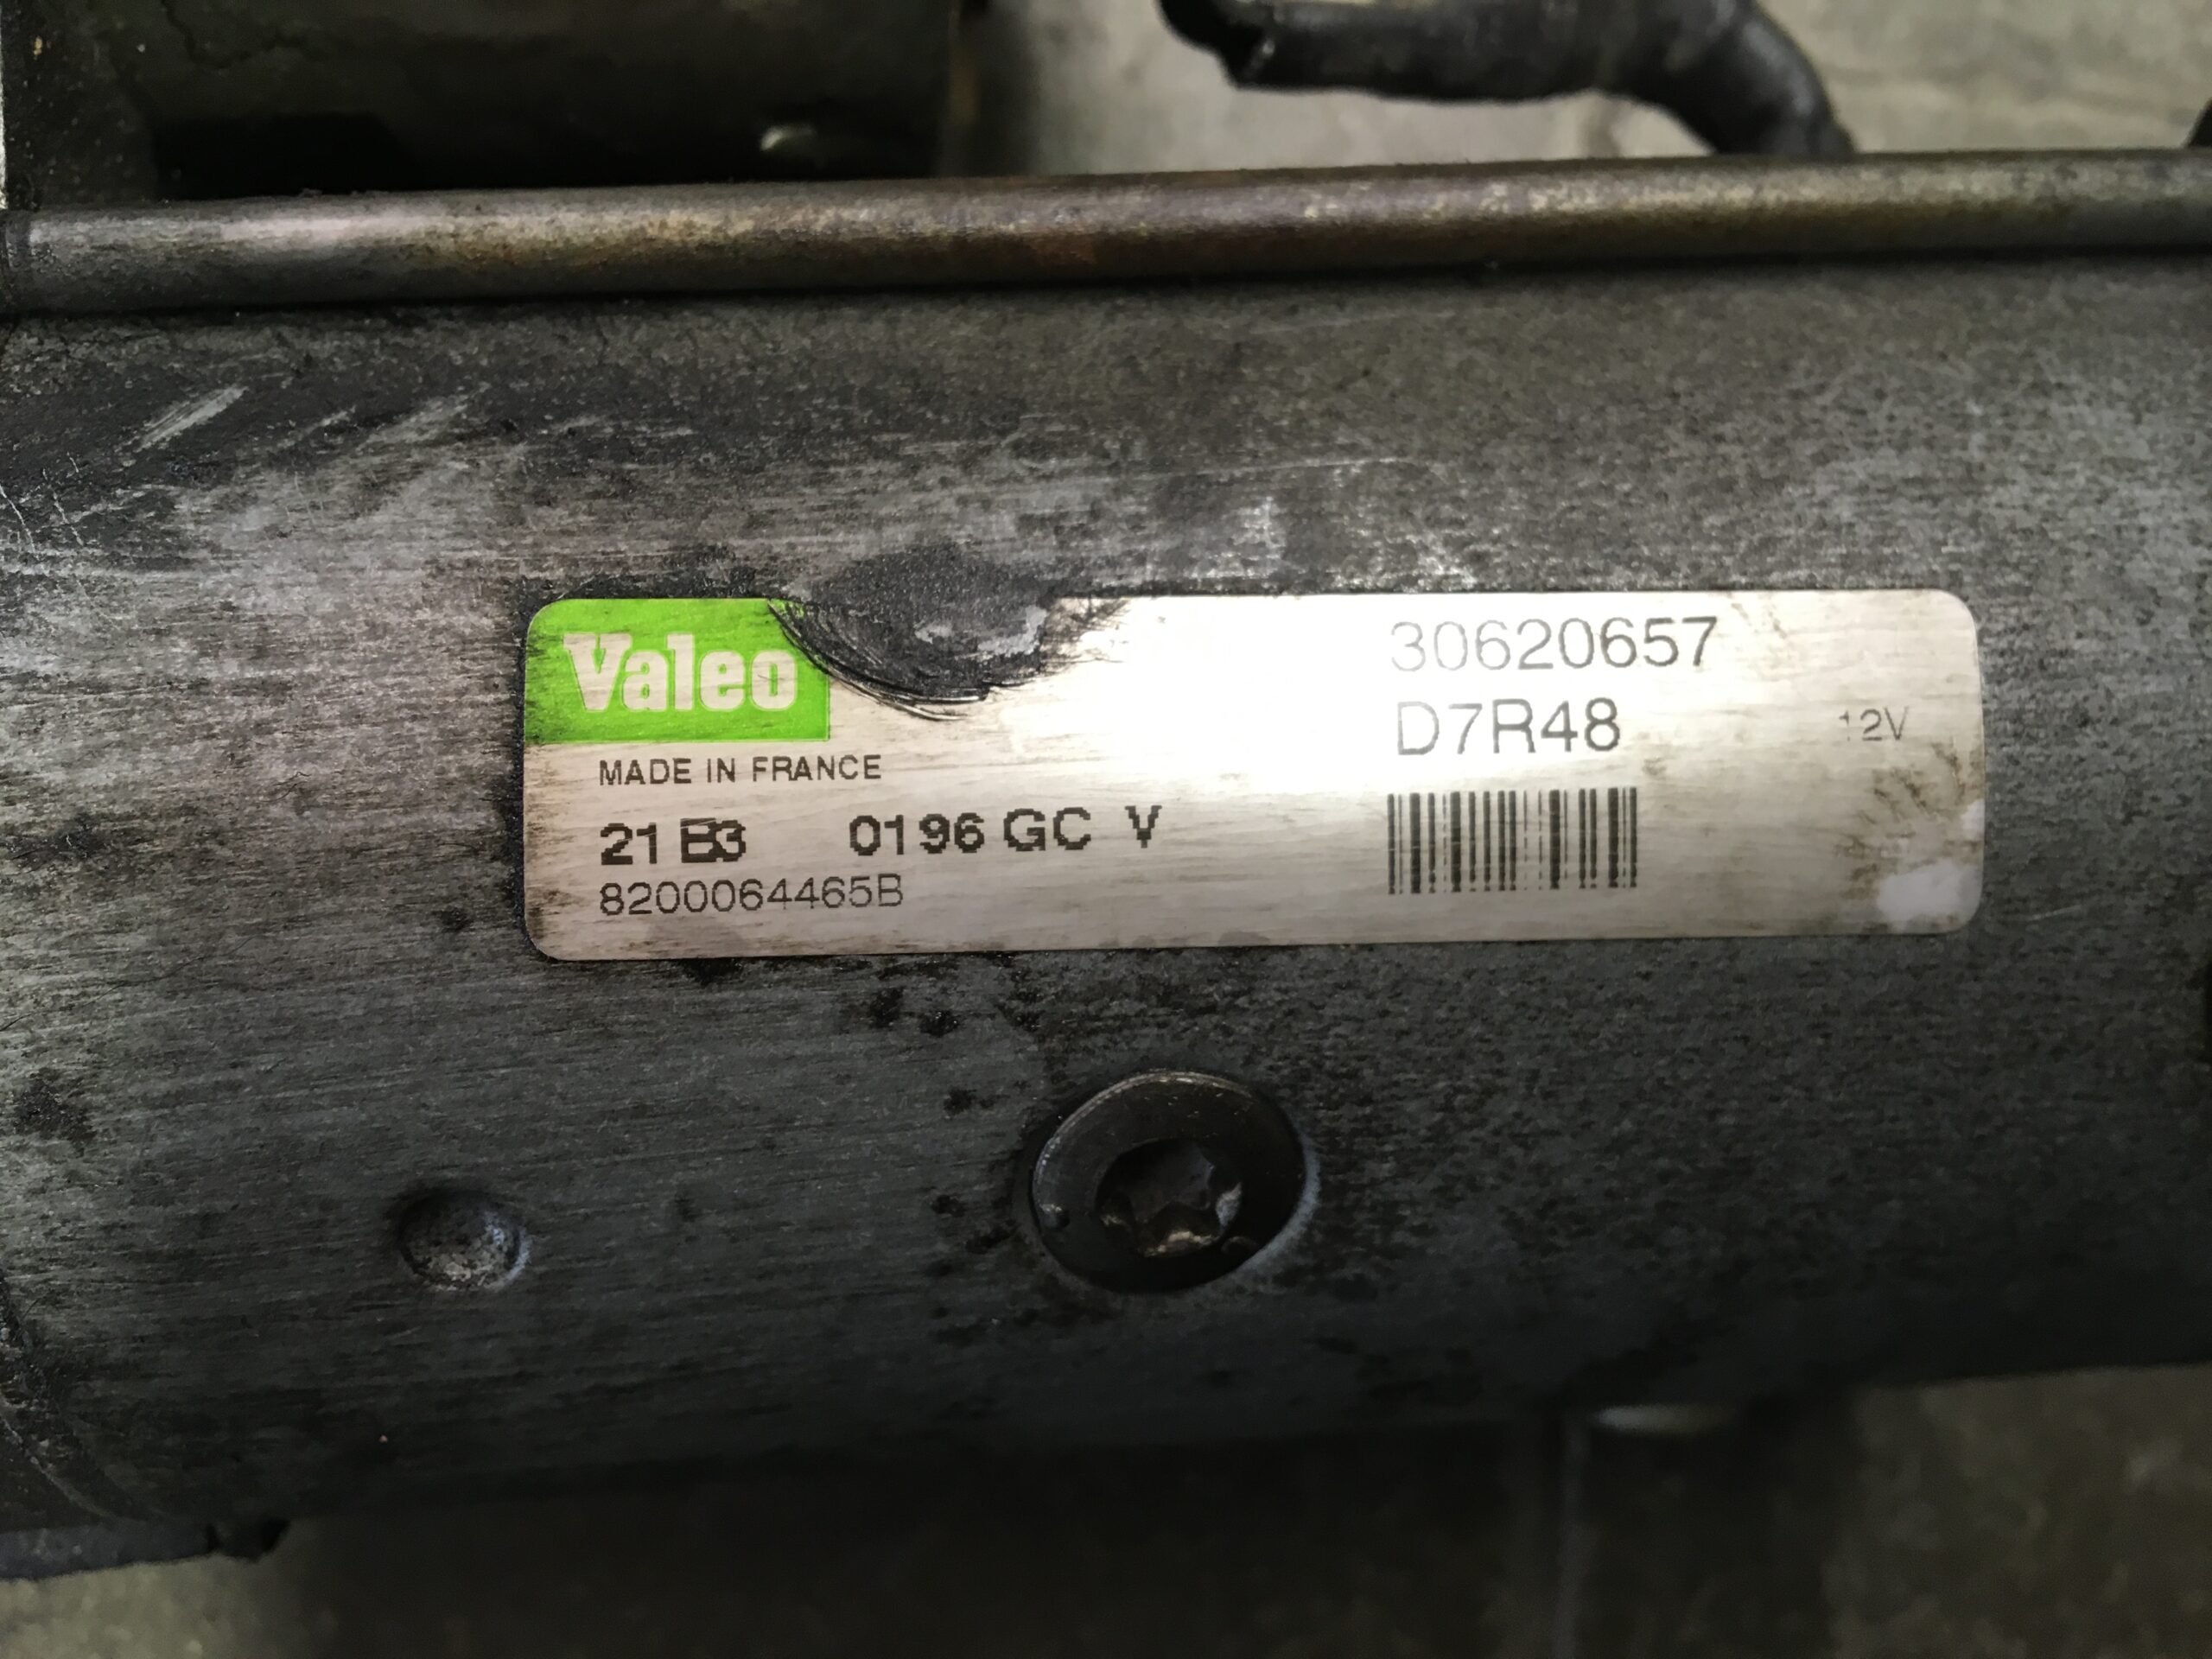 Valeo
30620657
D7R48
12V
MADE IN FRANCE
21 B3 0196 GC V
8200064465B